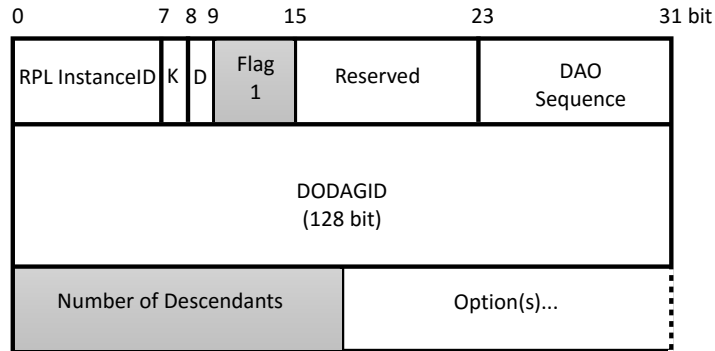 0 7 8 9 15 23 31 bit
RPL InstanceID K D Flag 1 Reserved DAO Sequence
DODAGID
(128 bit)
Number of Descendants Option(s)...